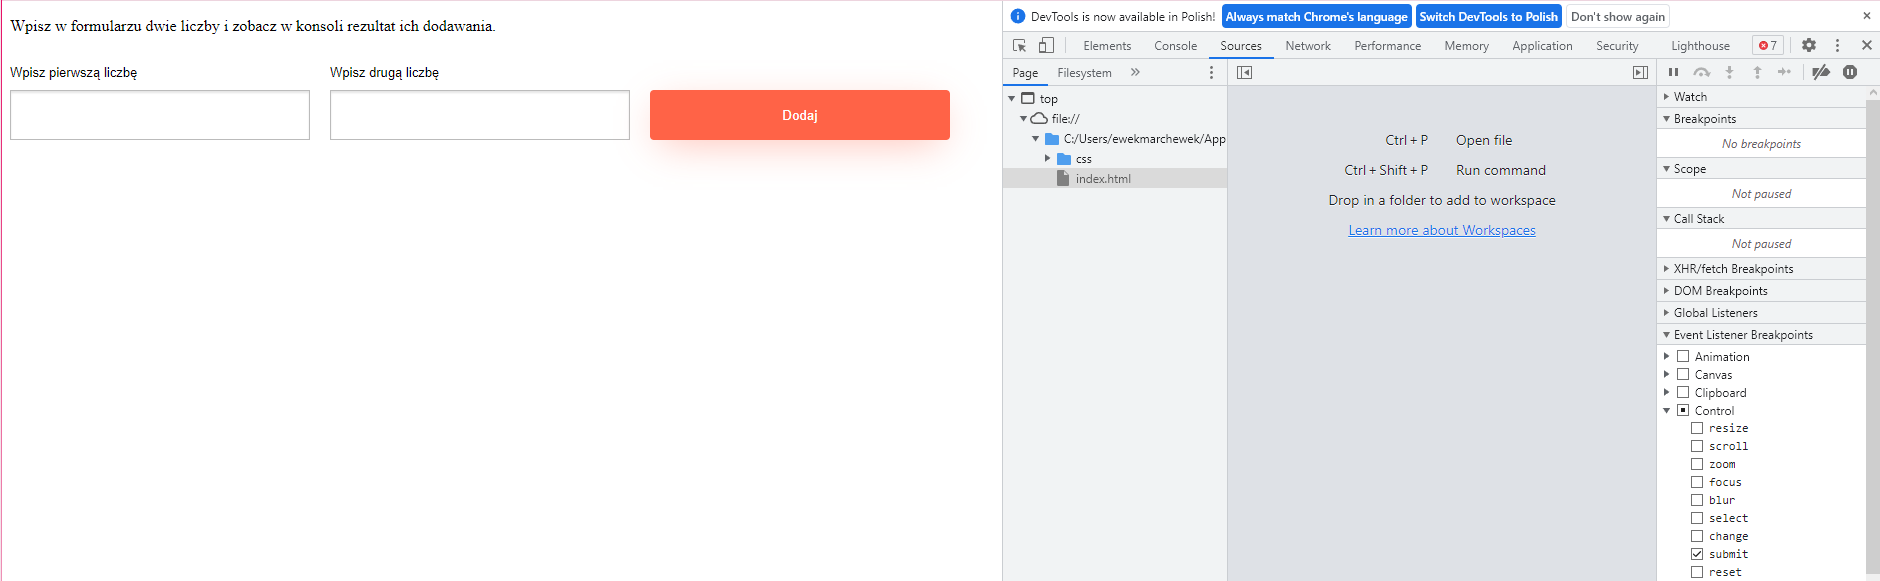 Wpisz w formularzu dwie liczby i zobacz w konsoli rezultat ich dodawania.
Wpisz pierwszą liczbę
Wpisz drugą liczbę
Dodaj
DevTools is now available in Polish!
Always match Chrome's language
Switch DevTools to Polish
Don't show again
Elements
Console
Sources
Network
Performance
Memory
Application
Security
Lighthouse
7
Page
Filesystem
top
file://
C:/Users/ewekmarchewek/App
css
index.html
Ctrl + P Open file
Ctrl + Shift + P Run command
Drop in a folder to add to workspace
Learn more about Workspaces
Watch
Breakpoints
No breakpoints
Scope
Not paused
Call Stack
Not paused
XHR/fetch Breakpoints
DOM Breakpoints
Global Listeners
Event Listener Breakpoints
Animation
Canvas
Clipboard
Control
resize
scroll
zoom
focus
blur
select
change
submit
reset